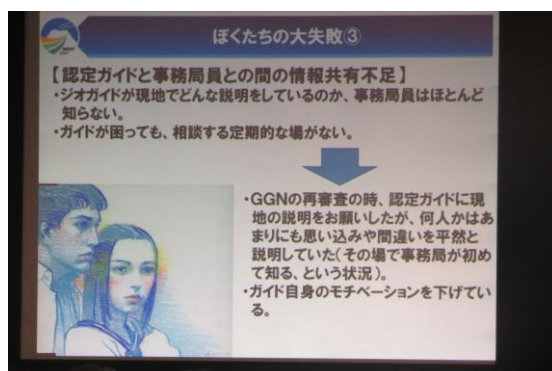 ぼくたちの大失敗③
【認定ガイドと事務局員との間の情報共有不足】
・ジオガイドが現地でどんな説明をしているのか、事務局員はほとんど
知らない。
・ガイドが困っても、相談する定期的な場がない。
・GGNの再審査の時、認定ガイドに現
地の説明をお願いしたが、何人かはあ
まりにも思い込みや間違いを平然と
説明していた(その場で事務局が初め
て知る、という状況)。
・ガイド自身のモチベーションを下げてい
る。